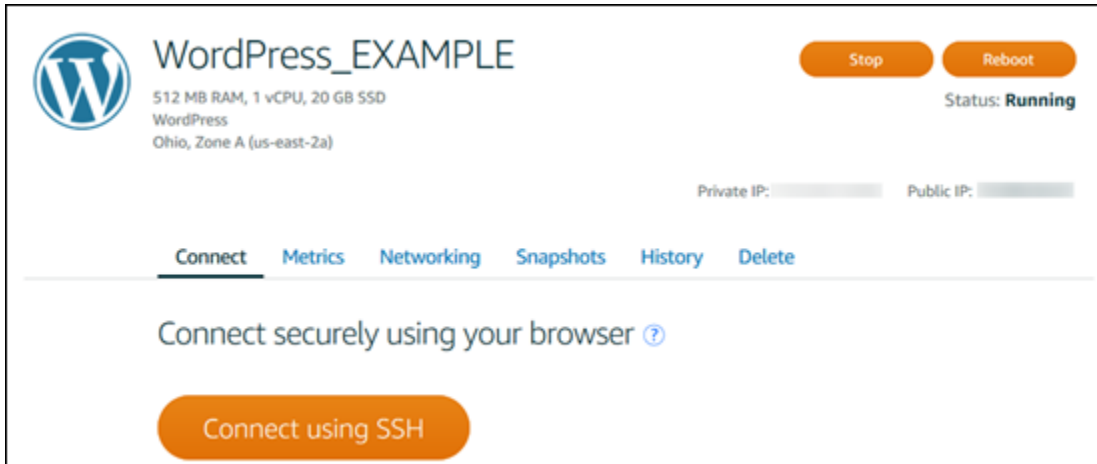 WordPress_EXAMPLE
512 MB RAM, 1 vCPU, 20 GB SSD
WordPress
Ohio, Zone A (us-east-2a)
Stop Reboot
Status: Running
Private IP: Public IP:
Connect Metrics Networking Snapshots History Delete
Connect securely using your browser ?
Connect using SSH